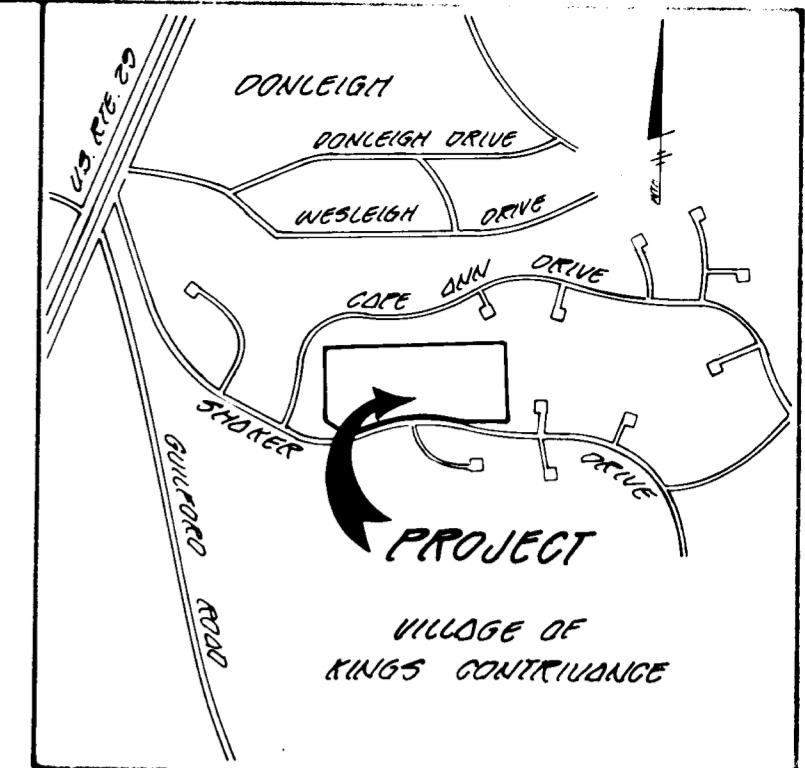 U.S. RTE. 29
DONLEIGH
DONLEIGH DRIVE
WESLEIGH DRIVE
CAPE ANN DRIVE
SHAKER DRIVE
GUILFORD ROAD
PROJECT
VILLAGE OF
KINGS CONTRIVANCE